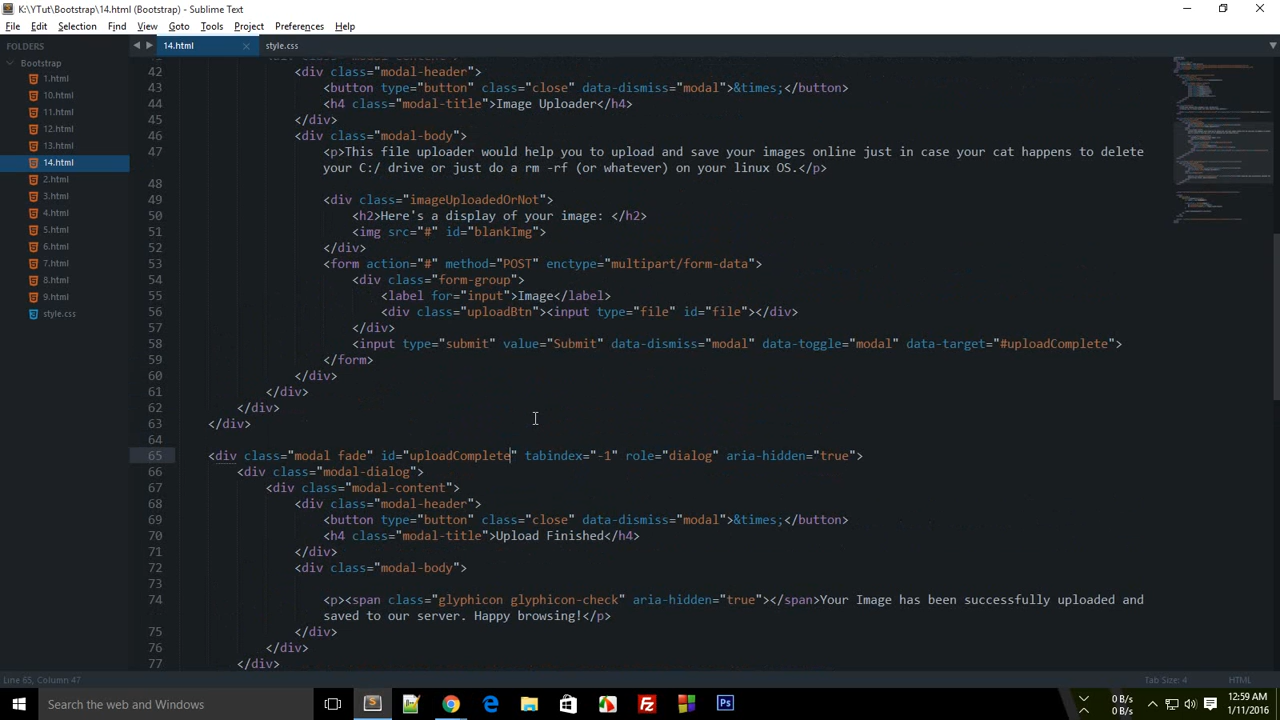 K:\YTut\Bootstrap\14.html (Bootstrap) - Sublime Text
File Edit Selection Find View Goto Tools Project Preferences Help
FOLDERS
Bootstrap
1.html
10.html
11.html
12.html
13.html
14.html
2.html
3.html
4.html
5.html
6.html
7.html
8.html
9.html
style.css
14.html style.css
42 <div class="modal-header">
43 <button type="button" class="close" data-dismiss="modal">&times;</button>
44 <h4 class="modal-title">Image Uploader</h4>
45 </div>
46 <div class="modal-body">
47 <p>This file uploader would help you to upload and save your images online just in case your cat happens to delete
your C:/ drive or just do a rm -rf (or whatever) on your linux OS.</p>
48
49 <div class="imageUploadedOrNot">
50 <h2>Here's a display of your image: </h2>
51 <img src="#" id="blankImg">
52 </div>
53 <form action="#" method="POST" enctype="multipart/form-data">
54 <div class="form-group">
55 <label for="input">Image</label>
56 <div class="uploadBtn"><input type="file" id="file"></div>
57 </div>
58 <input type="submit" value="Submit" data-dismiss="modal" data-toggle="modal" data-target="#uploadComplete">
59 </form>
60 </div>
61 </div>
62 </div>
63 </div>
64
65 <div class="modal fade" id="uploadComplete" tabindex="-1" role="dialog" aria-hidden="true">
66 <div class="modal-dialog">
67 <div class="modal-content">
68 <div class="modal-header">
69 <button type="button" class="close" data-dismiss="modal">&times;</button>
70 <h4 class="modal-title">Upload Finished</h4>
71 </div>
72 <div class="modal-body">
73
74 <p><span class="glyphicon glyphicon-check" aria-hidden="true"></span>Your Image has been successfully uploaded and
saved to our server. Happy browsing!</p>
75 </div>
76 </div>
77 </div>
Line 65, Column 47 Tab Size: 4 HTML
Search the web and Windows
0 B/s
0 B/s
12:59 AM
1/11/2016